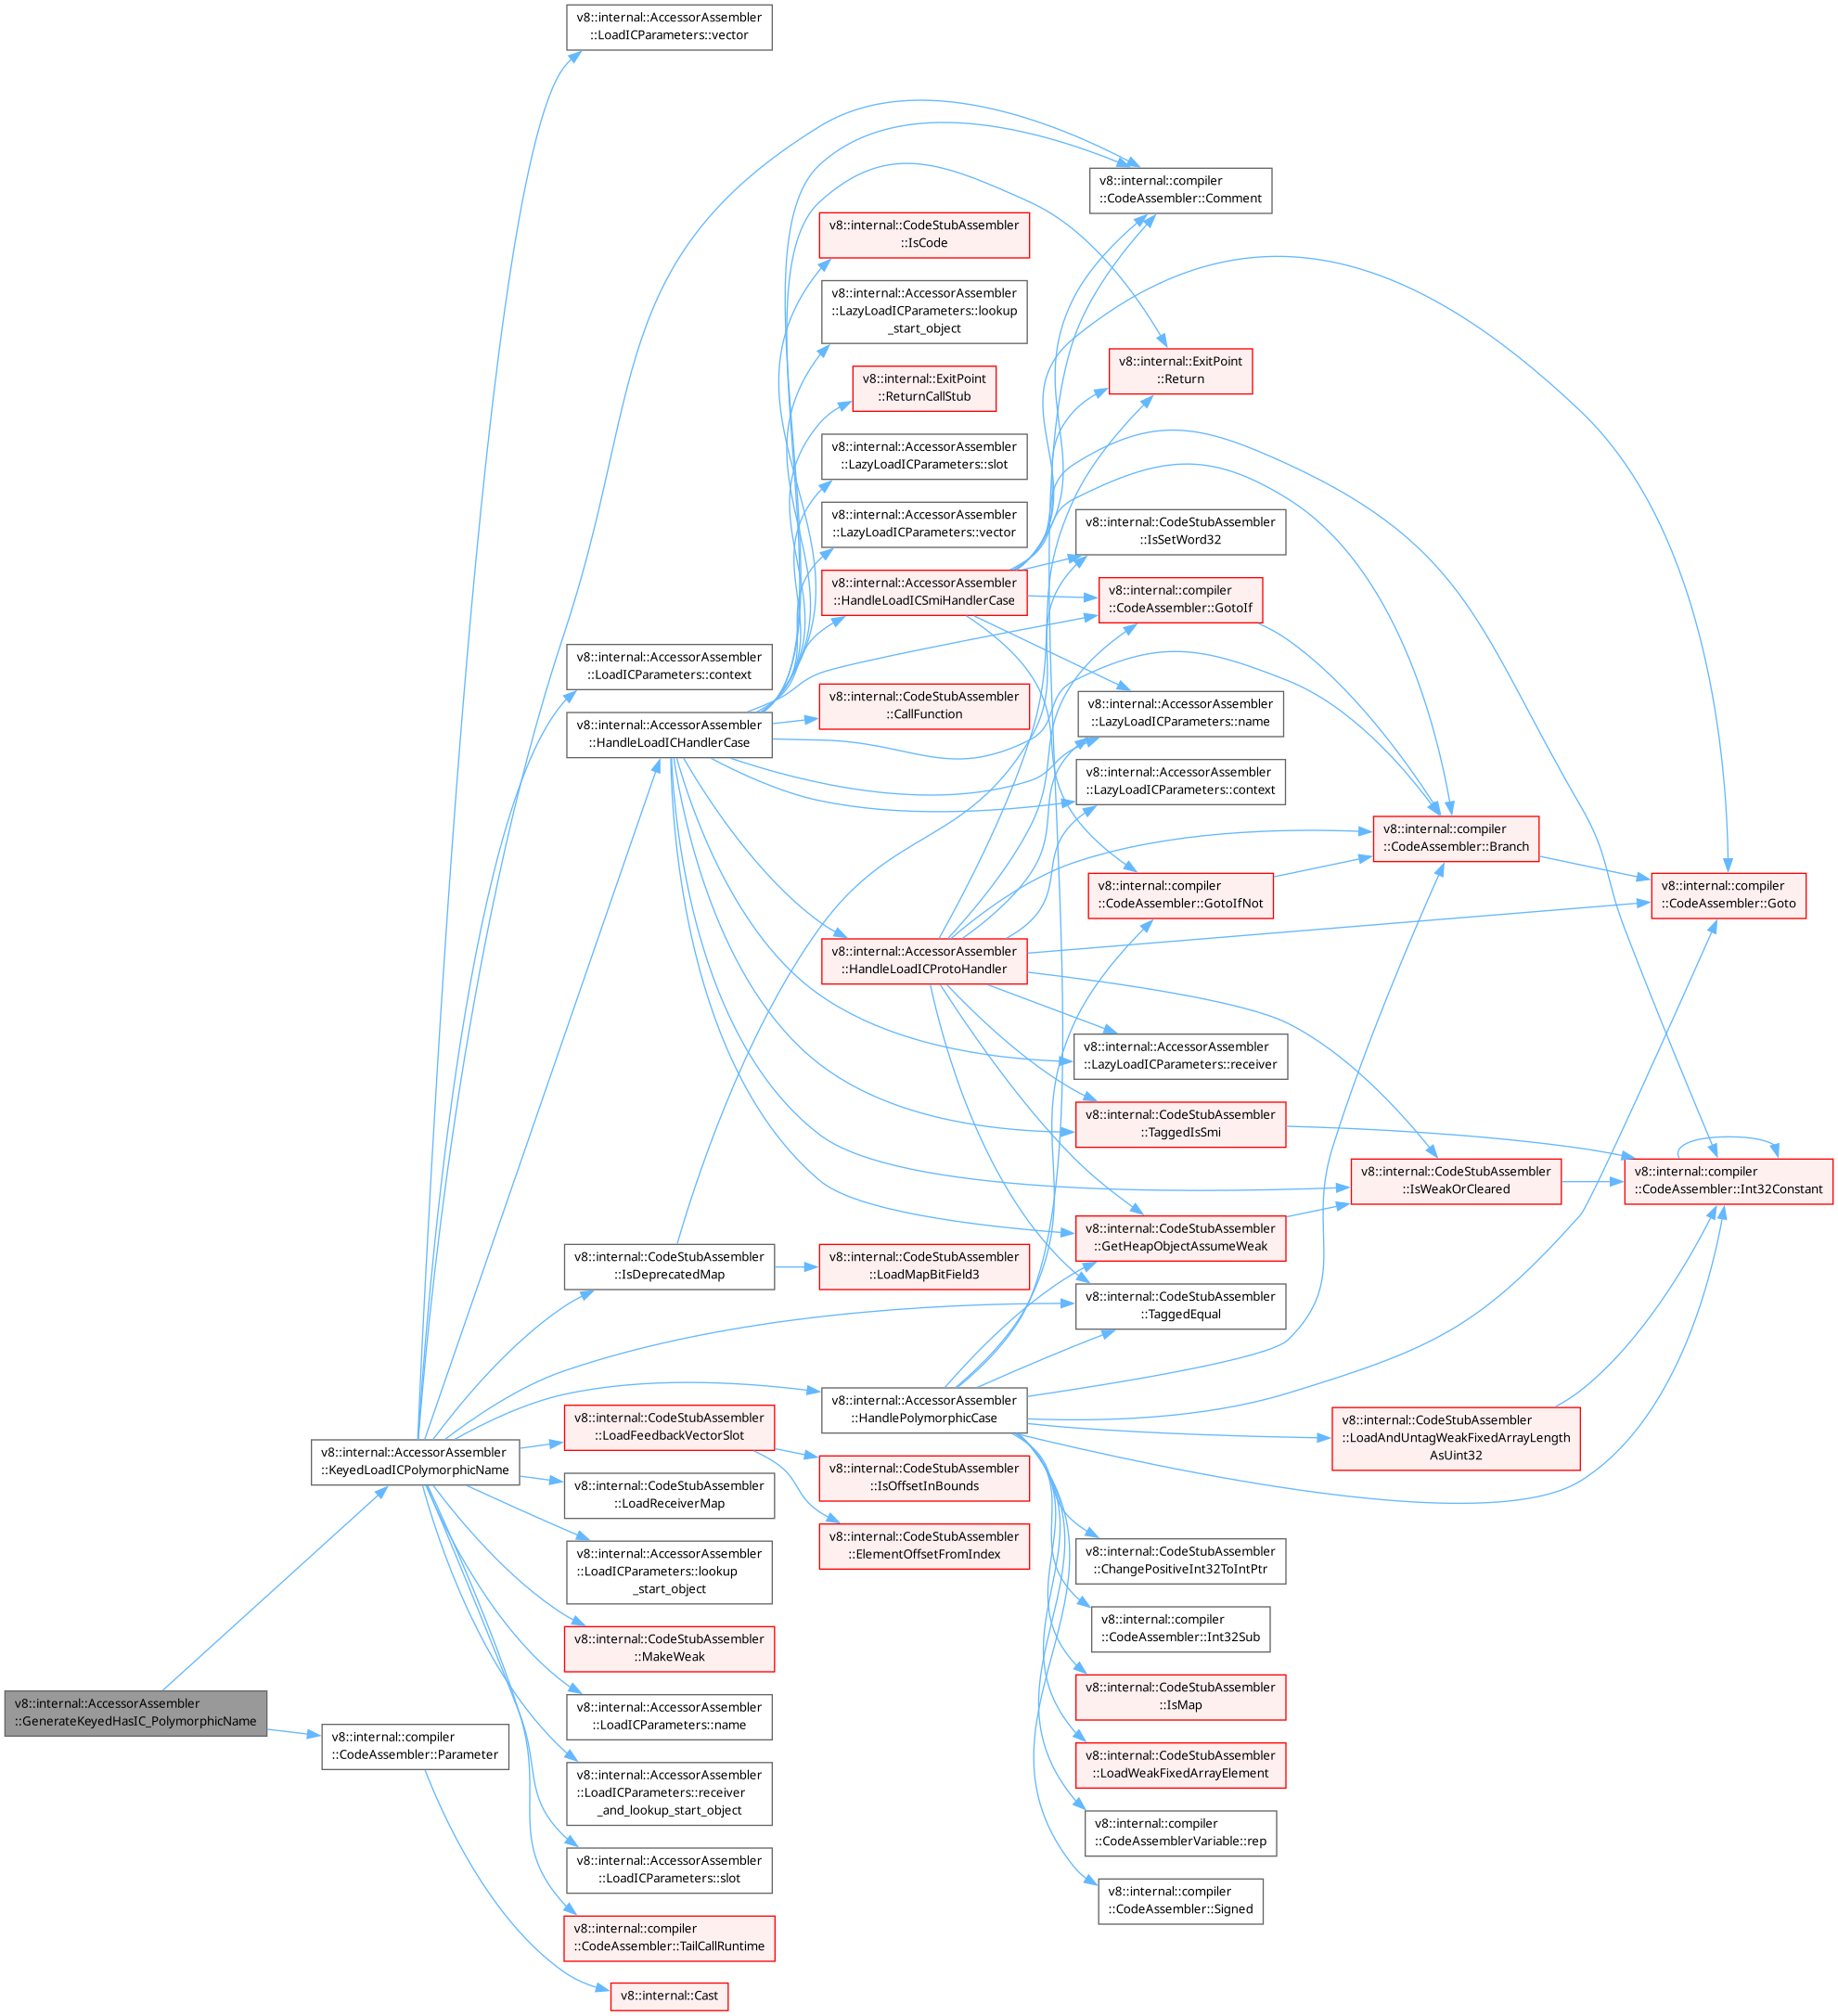 v8::internal::AccessorAssembler
::LoadICParameters::vector
v8::internal::compiler
::CodeAssembler::Comment
v8::internal::CodeStubAssembler
::IsCode
v8::internal::AccessorAssembler
::LazyLoadICParameters::lookup
_start_object
v8::internal::ExitPoint
::Return
v8::internal::ExitPoint
::ReturnCallStub
v8::internal::AccessorAssembler
::LazyLoadICParameters::slot
v8::internal::AccessorAssembler
::LazyLoadICParameters::vector
v8::internal::CodeStubAssembler
::IsSetWord32
v8::internal::AccessorAssembler
::HandleLoadICSmiHandlerCase
v8::internal::compiler
::CodeAssembler::GotoIf
v8::internal::AccessorAssembler
::LoadICParameters::context
v8::internal::AccessorAssembler
::HandleLoadICHandlerCase
v8::internal::CodeStubAssembler
::CallFunction
v8::internal::AccessorAssembler
::LazyLoadICParameters::name
v8::internal::AccessorAssembler
::LazyLoadICParameters::context
v8::internal::compiler
::CodeAssembler::Branch
v8::internal::compiler
::CodeAssembler::GotoIfNot
v8::internal::compiler
::CodeAssembler::Goto
v8::internal::AccessorAssembler
::HandleLoadICProtoHandler
v8::internal::AccessorAssembler
::LazyLoadICParameters::receiver
v8::internal::CodeStubAssembler
::TaggedIsSmi
v8::internal::CodeStubAssembler
::IsWeakOrCleared
v8::internal::compiler
::CodeAssembler::Int32Constant
v8::internal::CodeStubAssembler
::GetHeapObjectAssumeWeak
v8::internal::CodeStubAssembler
::IsDeprecatedMap
v8::internal::CodeStubAssembler
::LoadMapBitField3
v8::internal::CodeStubAssembler
::TaggedEqual
v8::internal::AccessorAssembler
::HandlePolymorphicCase
v8::internal::CodeStubAssembler
::LoadAndUntagWeakFixedArrayLength
AsUint32
v8::internal::AccessorAssembler
::KeyedLoadICPolymorphicName
v8::internal::CodeStubAssembler
::LoadFeedbackVectorSlot
v8::internal::CodeStubAssembler
::IsOffsetInBounds
v8::internal::CodeStubAssembler
::LoadReceiverMap
v8::internal::CodeStubAssembler
::ElementOffsetFromIndex
v8::internal::AccessorAssembler
::LoadICParameters::lookup
_start_object
v8::internal::CodeStubAssembler
::ChangePositiveInt32ToIntPtr
v8::internal::compiler
::CodeAssembler::Int32Sub
v8::internal::CodeStubAssembler
::MakeWeak
v8::internal::CodeStubAssembler
::IsMap
v8::internal::AccessorAssembler
::GenerateKeyedHasIC_PolymorphicName
v8::internal::AccessorAssembler
::LoadICParameters::name
v8::internal::compiler
::CodeAssembler::Parameter
v8::internal::CodeStubAssembler
::LoadWeakFixedArrayElement
v8::internal::AccessorAssembler
::LoadICParameters::receiver
_and_lookup_start_object
v8::internal::compiler
::CodeAssemblerVariable::rep
v8::internal::AccessorAssembler
::LoadICParameters::slot
v8::internal::compiler
::CodeAssembler::Signed
v8::internal::compiler
::CodeAssembler::TailCallRuntime
v8::internal::Cast